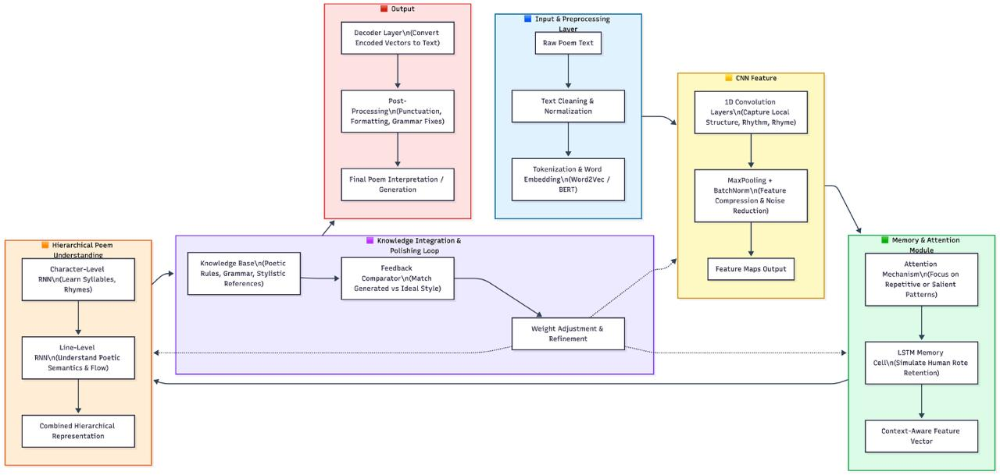 Output
Decoder Layer\n(Convert
Encoded Vectors to Text)
Post-
Processing\n(Punctuation,
Formatting, Grammar Fixes)
Final Poem Interpretation /
Generation
Input & Preprocessing
Layer
Raw Poem Text
Text Cleaning &
Normalization
Tokenization & Word
Embedding\n(Word2Vec /
BERT)
CNN Feature
1D Convolution
Layers\n(Capture Local
Structure, Rhythm, Rhyme)
MaxPooling +
BatchNorm\n(Feature
Compression & Noise
Reduction)
Feature Maps Output
Hierarchical Poem
Understanding
Character-Level
RNN\n(Learn Syllables,
Rhymes)
Line-Level
RNN\n(Understand Poetic
Semantics & Flow)
Combined Hierarchical
Representation
Knowledge Integration &
Polishing Loop
Knowledge Base\n(Poetic
Rules, Grammar, Stylistic
References)
Feedback
Comparator\n(Match
Generated vs Ideal Style)
Weight Adjustment &
Refinement
Memory & Attention
Module
Attention
Mechanism\n(Focus on
Repetitive or Salient
Patterns)
LSTM Memory
Cell\n(Simulate Human Rote
Retention)
Context-Aware Feature
Vector